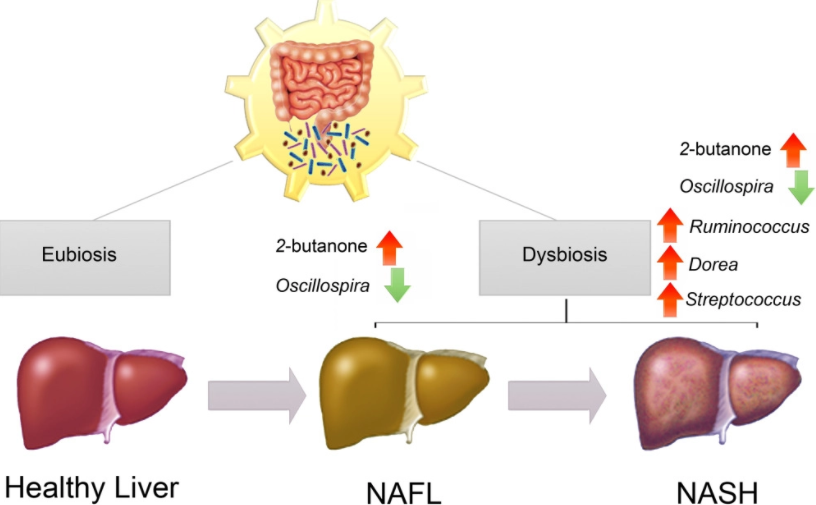 2-butanone
Oscillospira
Ruminococcus
Dorea
Streptococcus
Eubiosis
2-butanone
Oscillospira
Dysbiosis
Healthy Liver
NAFL
NASH